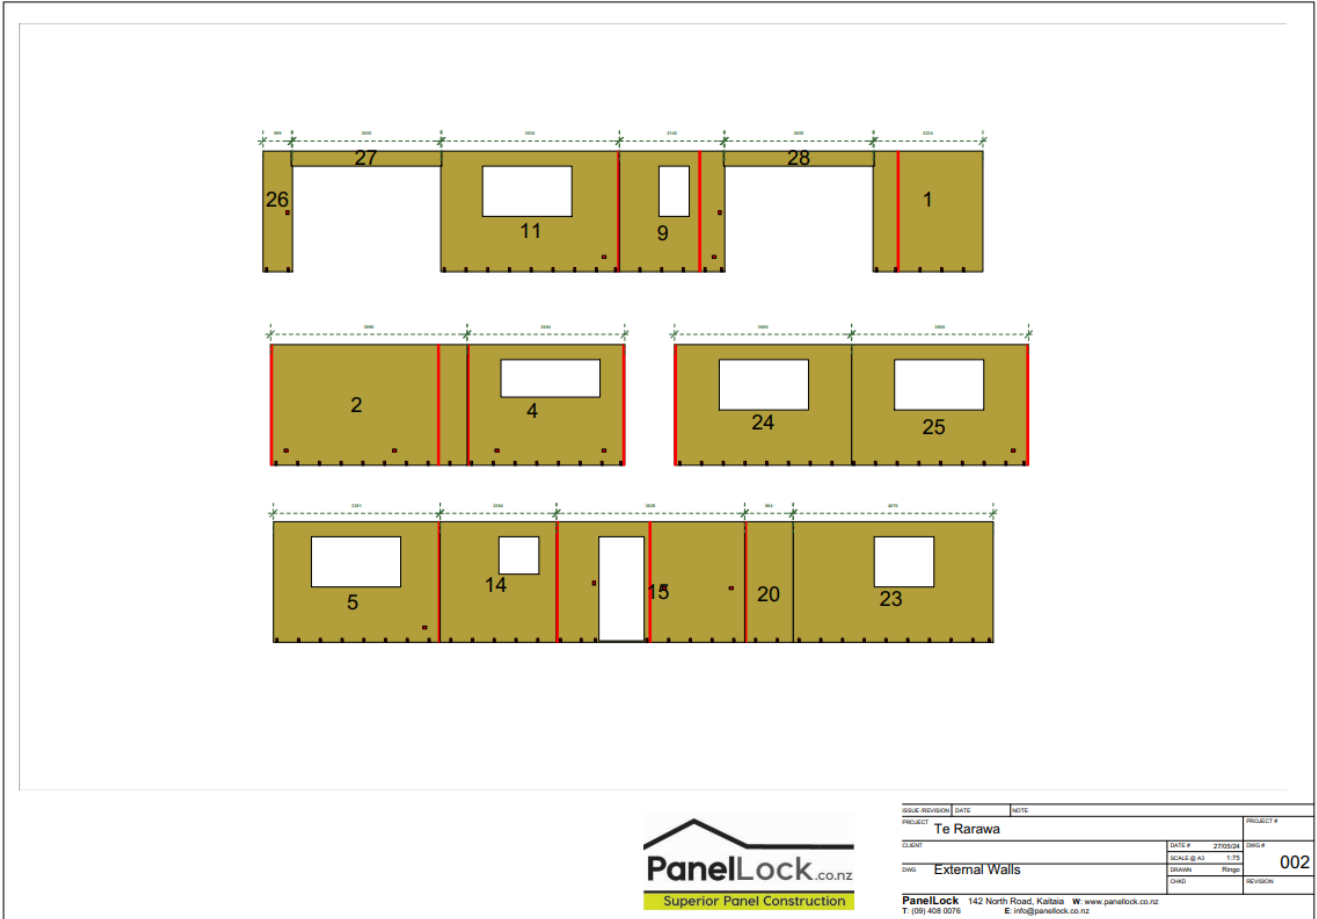 27
28
26
1
11
9
2
4
24
25
5
14
15
20
23
ISSUE /REVISION DATE NOTE
PROJECT Te Rarawa PROJECT #
CLIENT DATE # 27/05/24 DWG #
SCALE @ A3 1:75 002
DWG External Walls DRAWN Ringo
CHKD REVISION
PanelLock 142 North Road, Kaitaia W: www.panellock.co.nz
T: (09) 408 0076 E: info@panellock.co.nz
PanelLock.co.nz
Superior Panel Construction